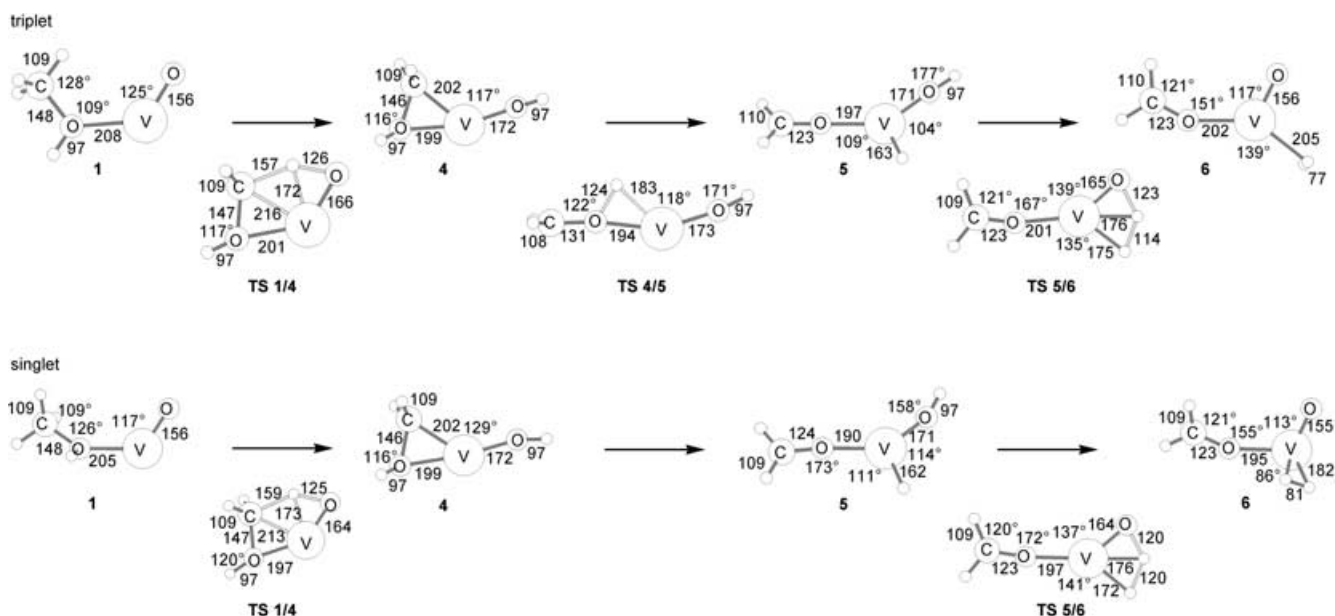 triplet
109
C
128°
148
O
109°
208
97
125°
V
O
156
1
109
C
202
146
116°
O
199
97
117°
V
172
O
97
4
110
C
123
O
197
109°
V
163
104°
171
177°
O
97
5
110
C
121°
123
O
151°
202
117°
V
O
156
139°
205
77
6
157
126
109
C
172
O
166
147
216
V
117°
O
201
97
TS 1/4
124
183
118°
171°
O
97
C
122°
O
108
131
194
V
173
TS 4/5
109
C
121°
167°
139°
165
O
123
V
123
O
201
176
135°
175
114
TS 5/6
singlet
109
109°
C
126°
148
O
205
117°
V
O
156
1
109
C
202
129°
146
116°
O
199
97
V
172
O
97
4
124
C
109
O
173°
190
158°
O
97
V
171
111°
114°
162
5
109
C
121°
123
O
155°
195
113°
V
O
155
86°
182
81
6
159
125
O
109
C
173
147
213
V
164
120°
O
197
97
TS 1/4
109
120°
C
123
172°
O
197
137°
V
164
O
120
176
120
141°
172
TS 5/6